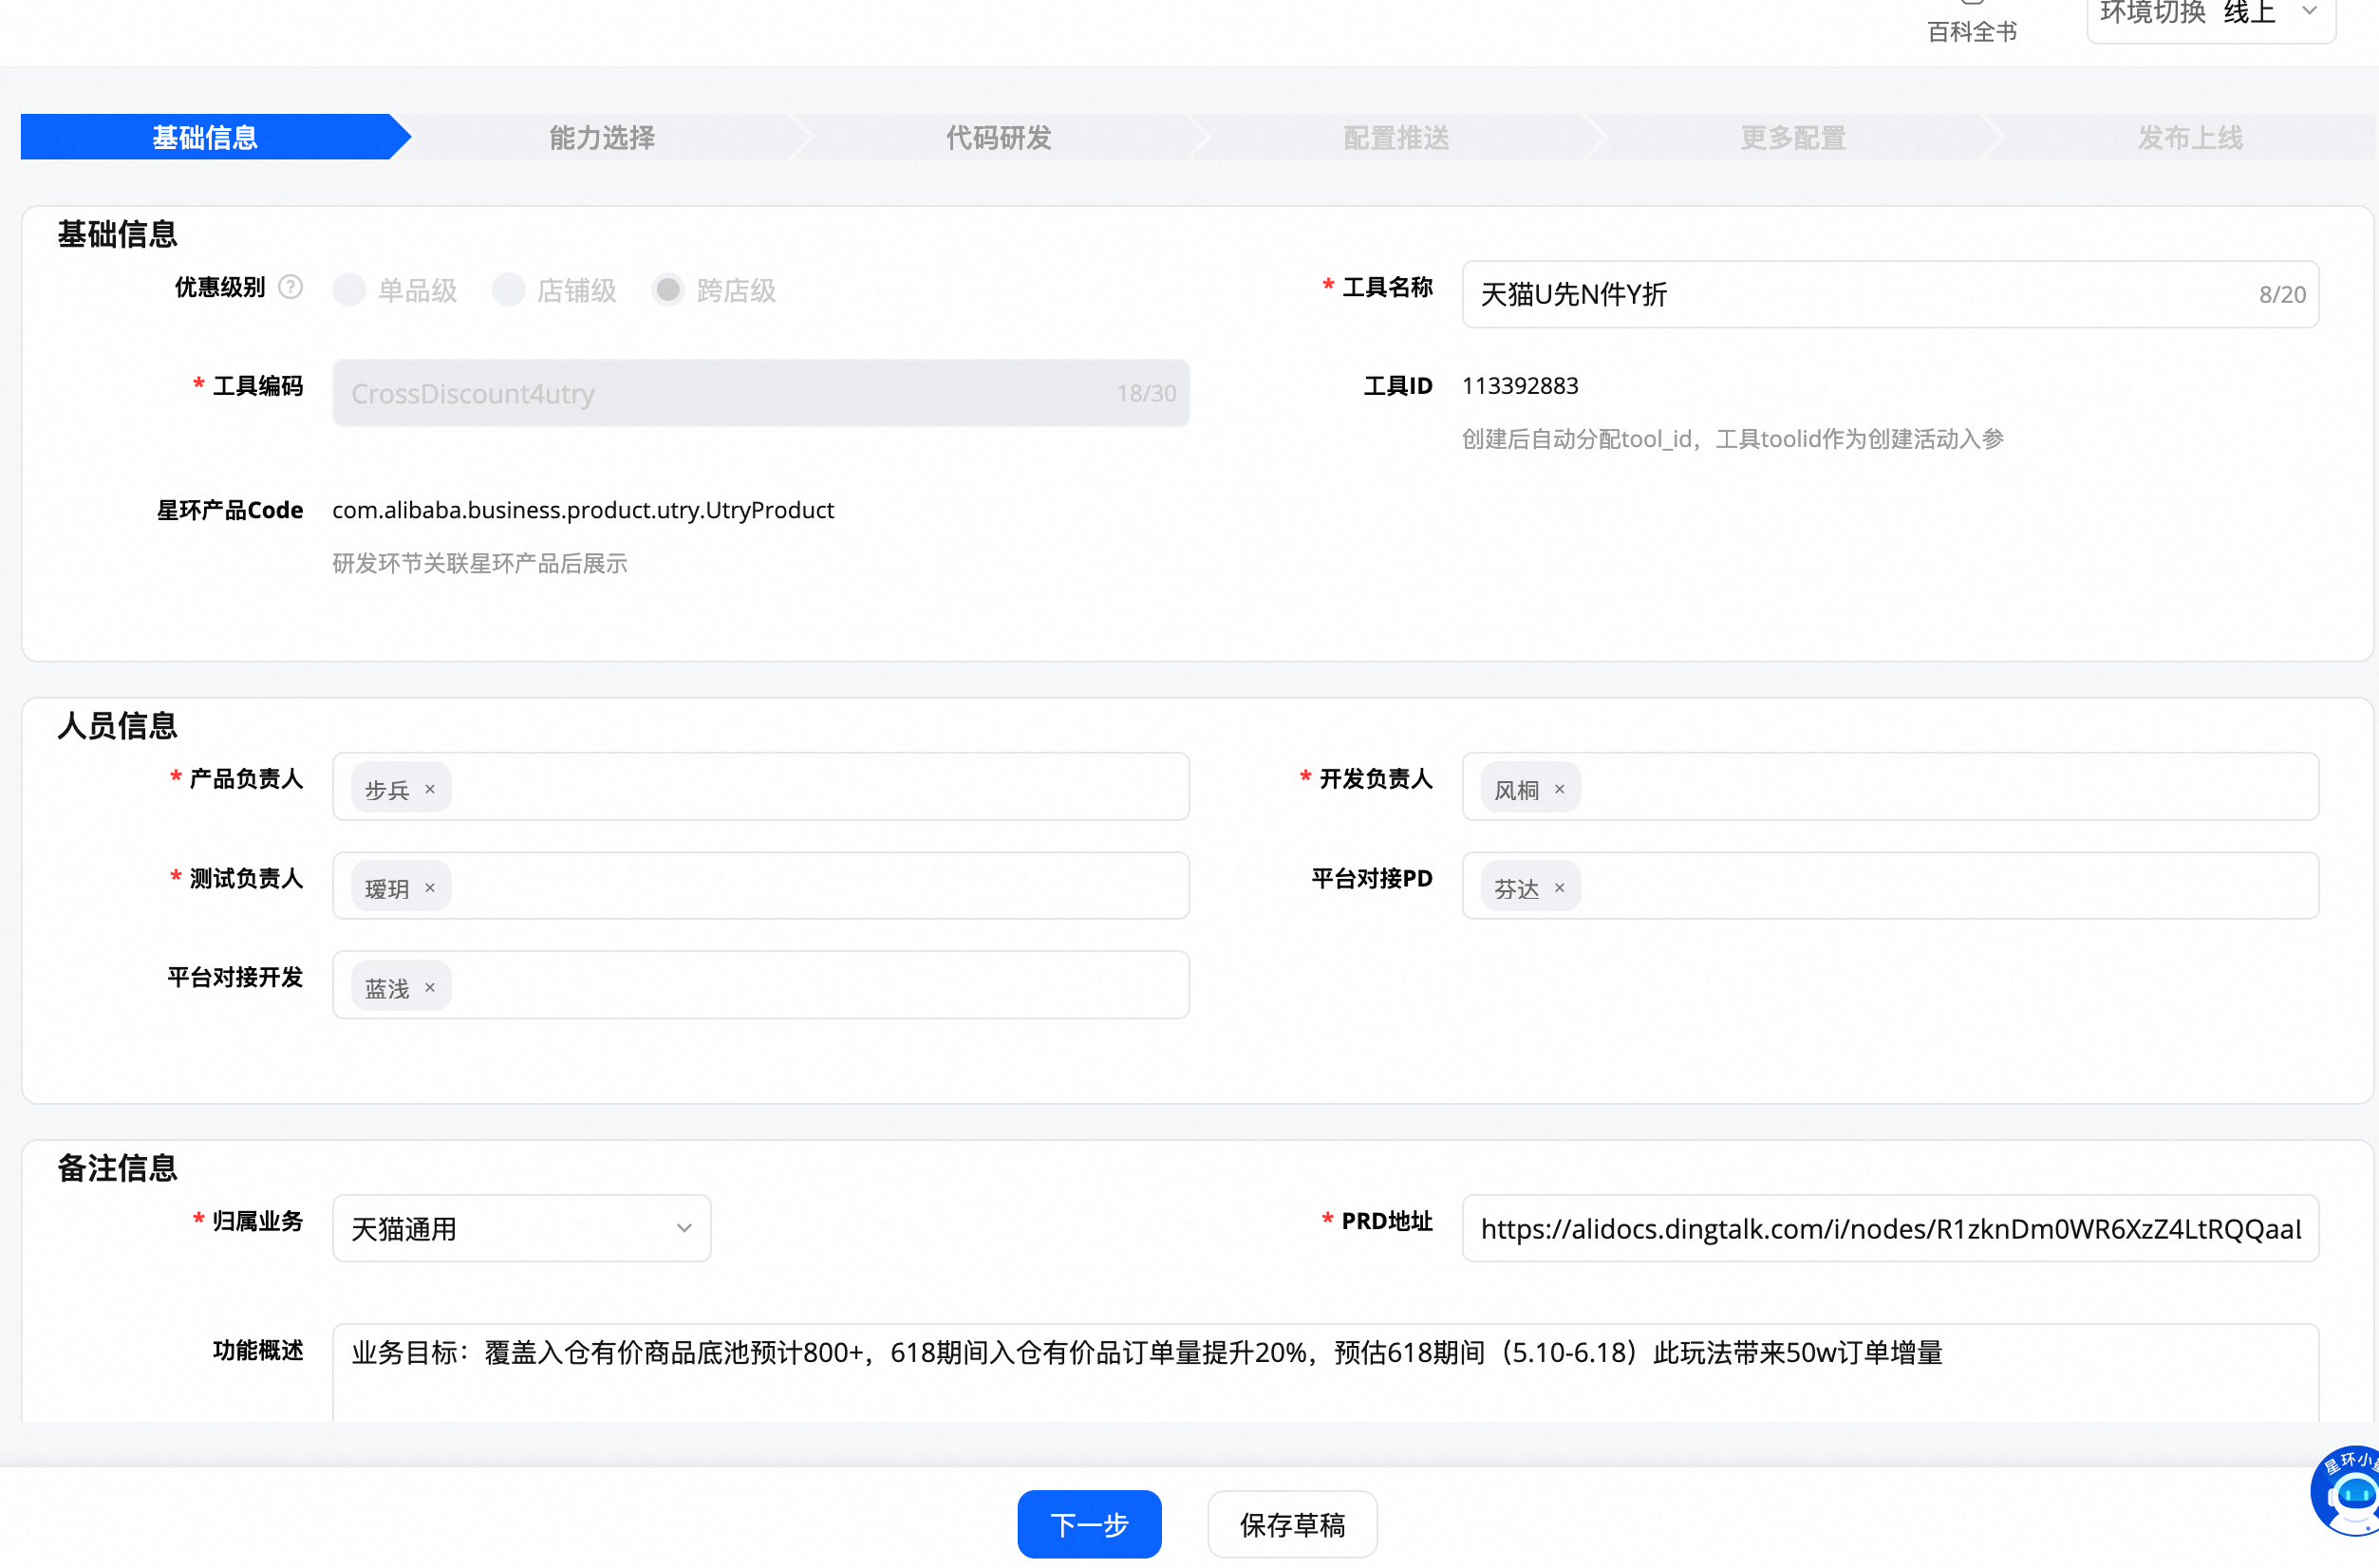 百科全书
环境切换 线上
基础信息 能力选择 代码研发 配置推送 更多配置 发布上线
基础信息
优惠级别 ? 单品级 店铺级 跨店级
* 工具名称 天猫U先N件Y折 8/20
* 工具编码 CrossDiscount4utry 18/30
工具ID 113392883
创建后自动分配tool_id，工具toolid作为创建活动入参
星环产品Code com.alibaba.business.product.utry.UtryProduct
研发环节关联星环产品后展示
人员信息
* 产品负责人 步兵 ×
* 开发负责人 风桐 ×
* 测试负责人 瑷玥 ×
平台对接PD 芬达 ×
平台对接开发 蓝浅 ×
备注信息
* 归属业务 天猫通用
* PRD地址 https://alidocs.dingtalk.com/i/nodes/R1zknDm0WR6XzZ4LtRQQaaL
功能概述 业务目标：覆盖入仓有价商品底池预计800+，618期间入仓有价品订单量提升20%，预估618期间（5.10-6.18）此玩法带来50w订单增量
星环小
下一步 保存草稿